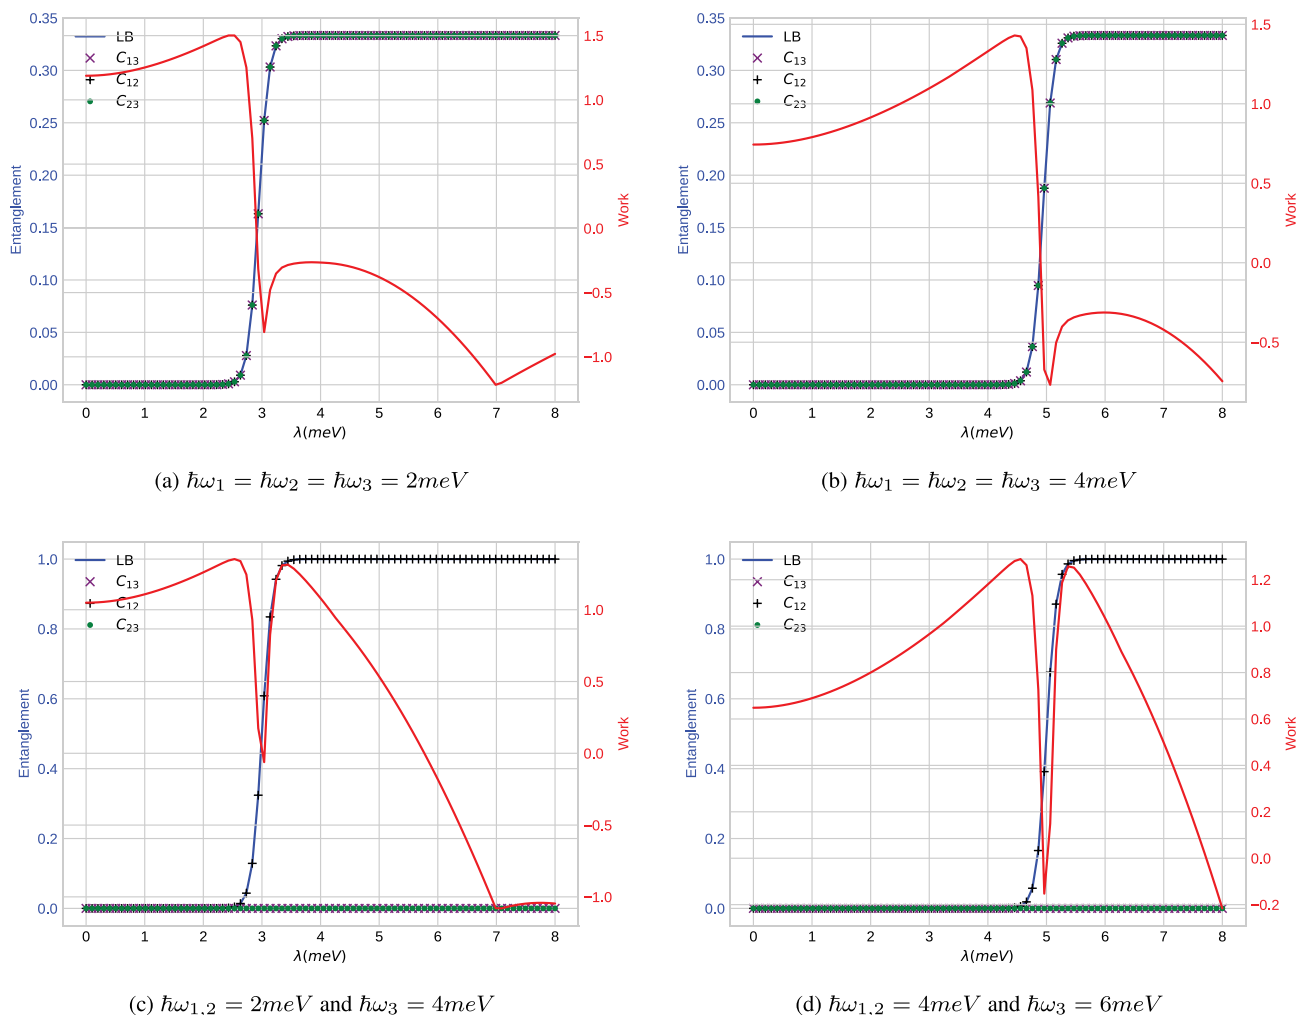 0.35
0.30
0.25
0.20
0.15
0.10
0.05
0.00
Entanglement
LB
C13
C12
C23
1.5
1.0
0.5
0.0
−0.5
−1.0
Work
0 1 2 3 4 5 6 7 8
λ(meV)
(a) ℏω1 = ℏω2 = ℏω3 = 2meV
0.35
0.30
0.25
0.20
0.15
0.10
0.05
0.00
Entanglement
LB
C13
C12
C23
1.5
1.0
0.5
0.0
−0.5
Work
0 1 2 3 4 5 6 7 8
λ(meV)
(b) ℏω1 = ℏω2 = ℏω3 = 4meV
1.0
0.8
0.6
0.4
0.2
0.0
Entanglement
LB
C13
C12
C23
1.0
0.5
0.0
−0.5
−1.0
Work
0 1 2 3 4 5 6 7 8
λ(meV)
(c) ℏω1,2 = 2meV and ℏω3 = 4meV
1.0
0.8
0.6
0.4
0.2
0.0
Entanglement
LB
C13
C12
C23
1.2
1.0
0.8
0.6
0.4
0.2
0.0
−0.2
Work
0 1 2 3 4 5 6 7 8
λ(meV)
(d) ℏω1,2 = 4meV and ℏω3 = 6meV